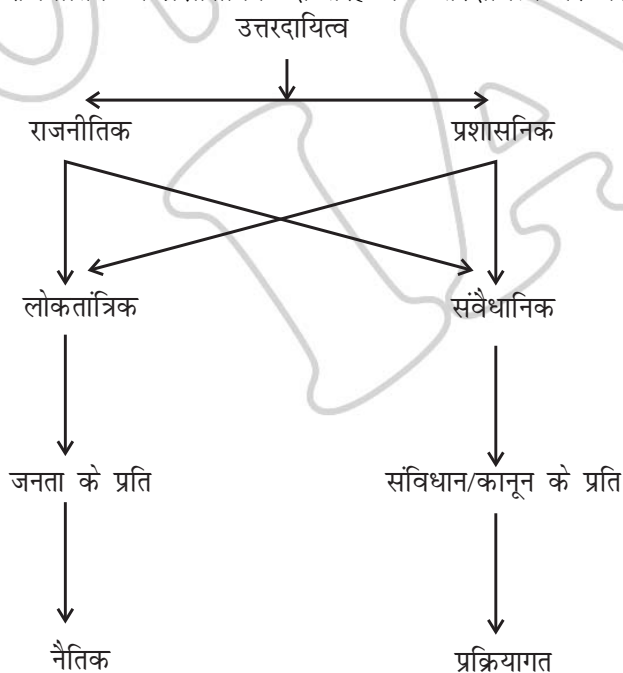 उत्तरदायित्व
राजनीतिक प्रशासनिक
लोकतांत्रिक संवैधानिक
जनता के प्रति संविधान/कानून के प्रति
नैतिक प्रक्रियागत